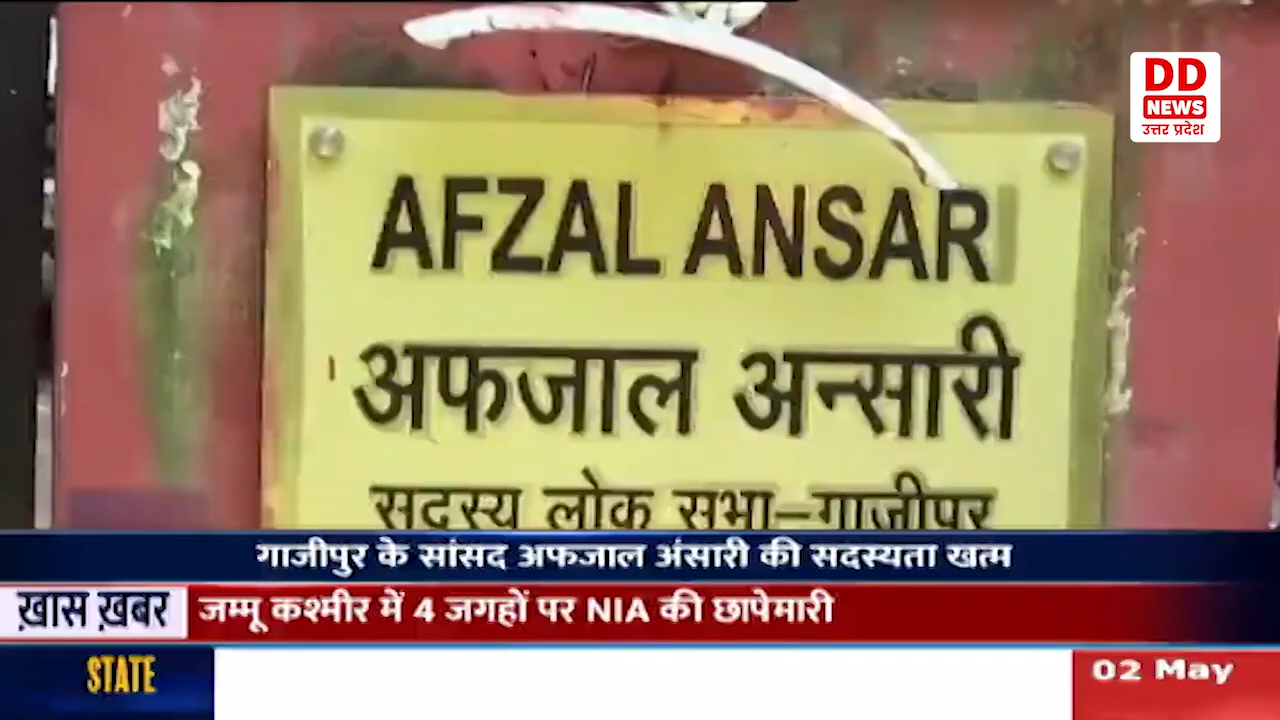 DD
NEWS
उत्तर प्रदेश
AFZAL ANSARI
अफजाल अन्सारी
सदस्य लोक सभा–गाजीपुर
गाजीपुर के सांसद अफजाल अंसारी की सदस्यता खत्म
ख़ास ख़बर
जम्मू कश्मीर में 4 जगहों पर NIA की छापेमारी
STATE
02 May